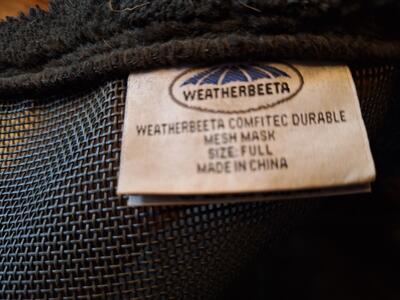 WEATHERBEETA
WEATHERBEETA COMFITEC DURABLE
MESH MASK
SIZE: FULL
MADE IN CHINA